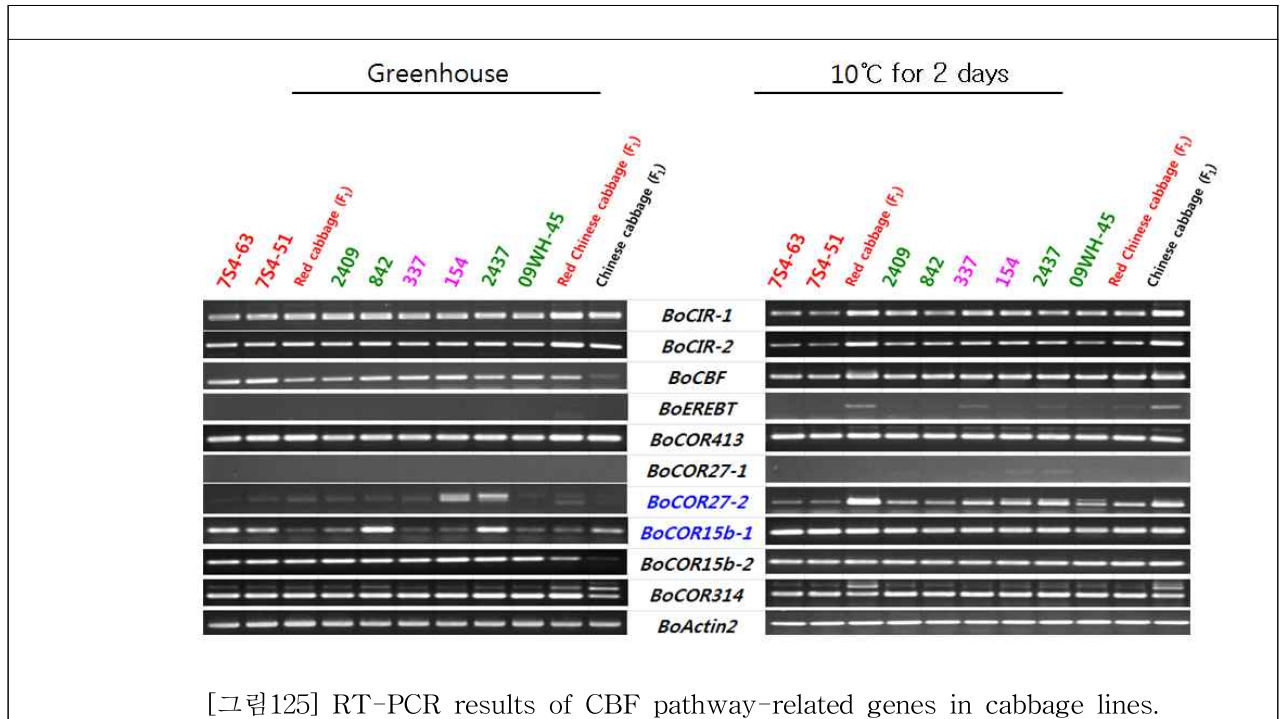 Greenhouse
10℃ for 2 days
7S4-63
7S4-51
Red cabbage (F₁)
2409
842
337
154
2437
09WH-45
Red Chinese cabbage (F₁)
Chinese cabbage (F₁)
7S4-63
7S4-51
Red cabbage (F₁)
2409
842
337
154
2437
09WH-45
Red Chinese cabbage (F₁)
Chinese cabbage (F₁)
BoCIR-1
BoCIR-2
BoCBF
BoEREBT
BoCOR413
BoCOR27-1
BoCOR27-2
BoCOR15b-1
BoCOR15b-2
BoCOR314
BoActin2
[그림125] RT-PCR results of CBF pathway-related genes in cabbage lines.